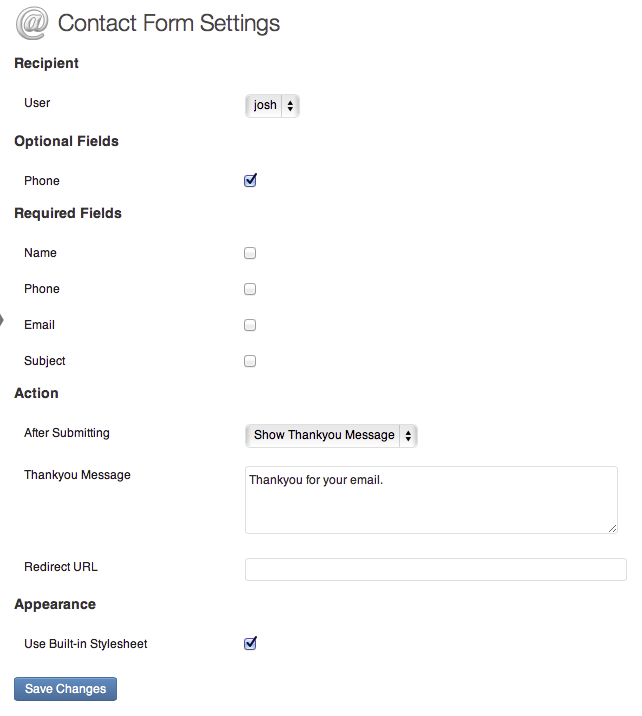 @ Contact Form Settings
Recipient
User josh
Optional Fields
Phone
Required Fields
Name
Phone
Email
Subject
Action
After Submitting Show Thankyou Message
Thankyou Message Thankyou for your email.
Redirect URL
Appearance
Use Built-in Stylesheet
Save Changes